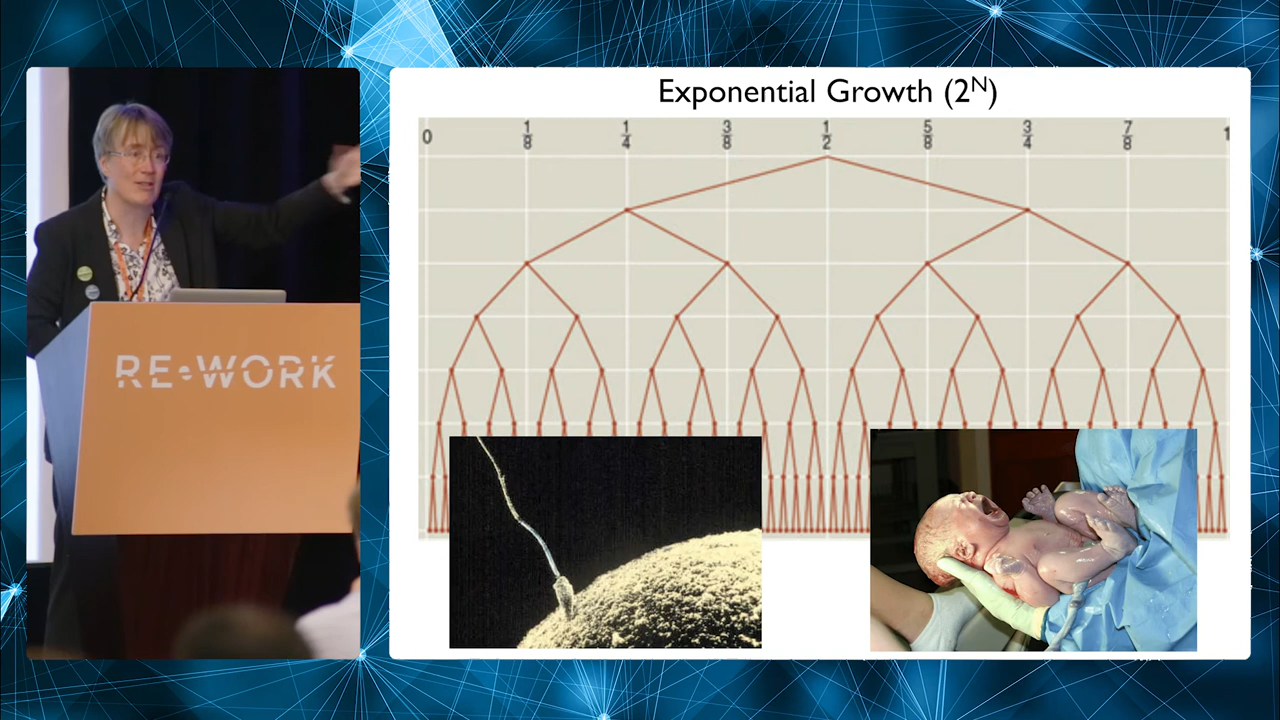 Exponential Growth (2^N)
0 1/8 1/4 3/8 1/2 5/8 3/4 7/8 1
RE•WORK